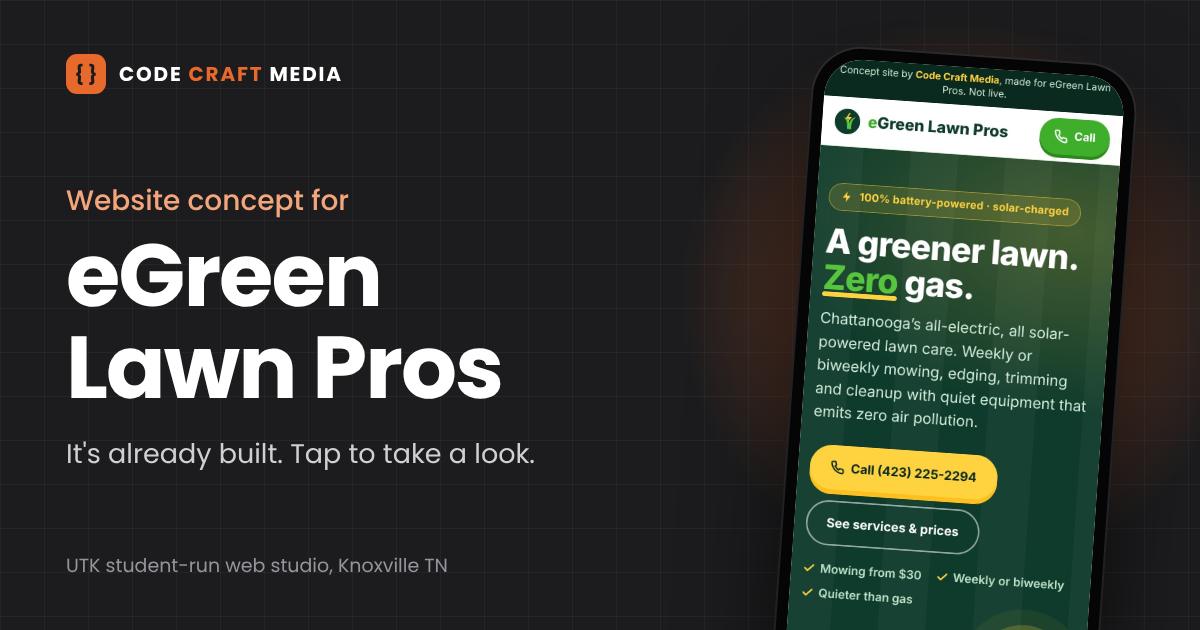 { } CODE CRAFT MEDIA
Website concept for
eGreen
Lawn Pros
It's already built. Tap to take a look.
UTK student-run web studio, Knoxville TN
Concept site by Code Craft Media, made for eGreen Lawn
Pros. Not live.
eGreen Lawn Pros
Call
100% battery-powered · solar-charged
A greener lawn.
Zero gas.
Chattanooga’s all-electric, all solar-
powered lawn care. Weekly or
biweekly mowing, edging, trimming
and cleanup with quiet equipment that
emits zero air pollution.
Call (423) 225-2294
See services & prices
Mowing from $30
Weekly or biweekly
Quieter than gas